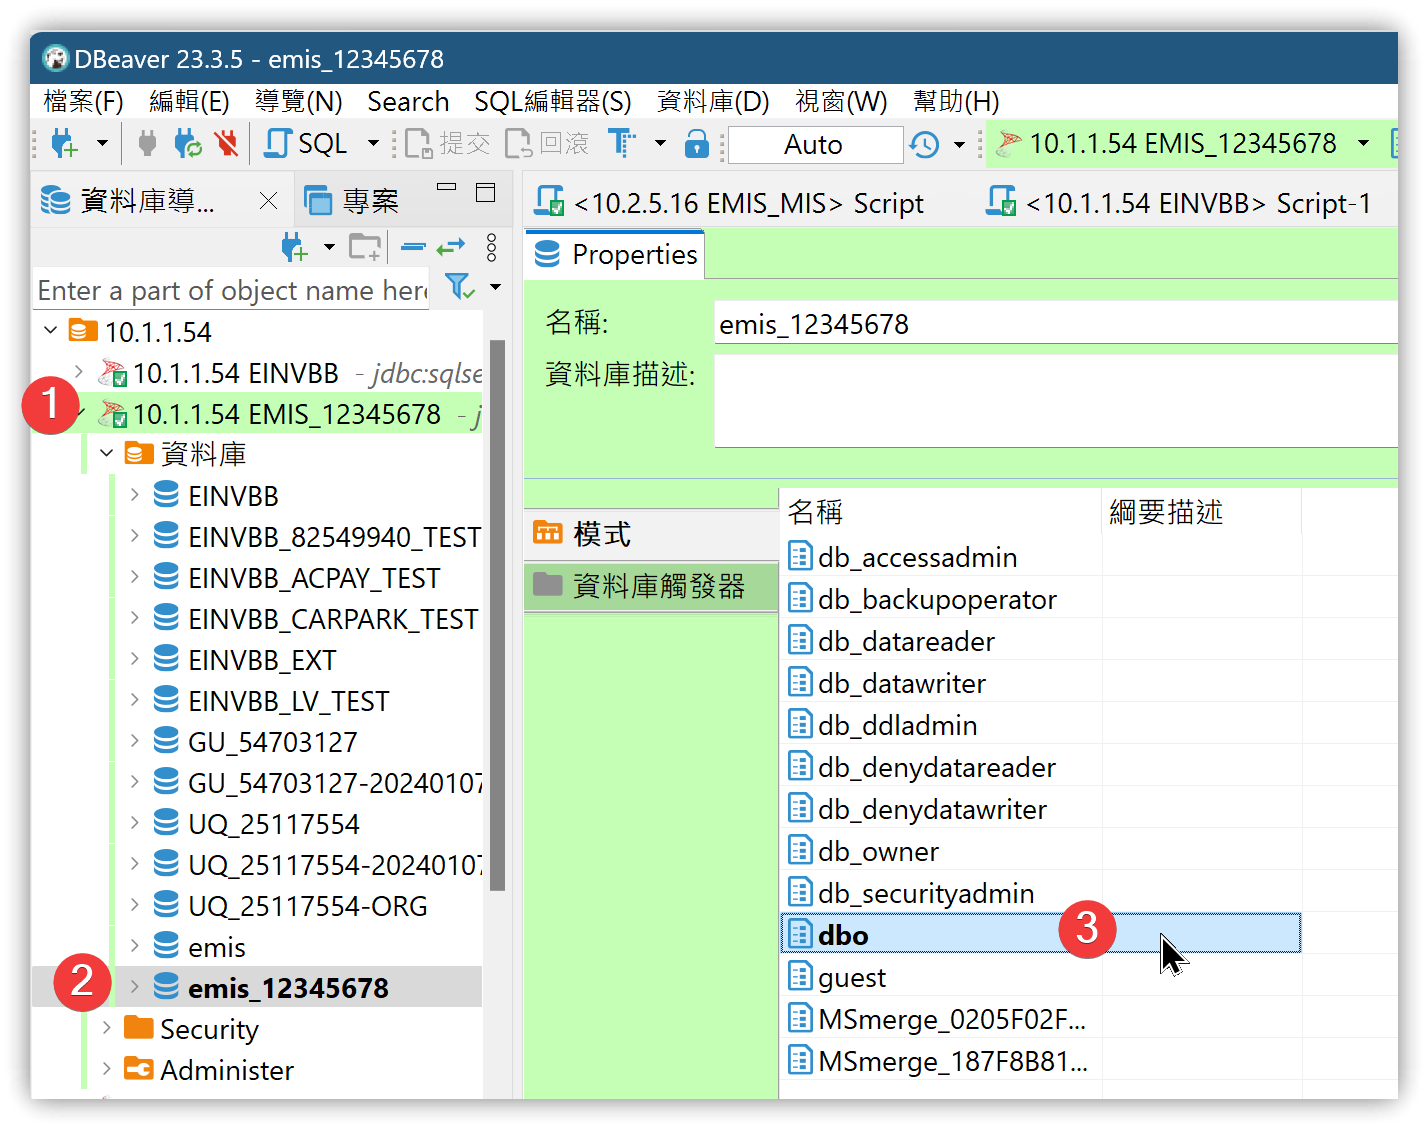 DBeaver 23.3.5 - emis_12345678
檔案(F) 編輯(E) 導覽(N) Search SQL編輯器(S) 資料庫(D) 視窗(W) 幫助(H)
SQL 提交 回滾 Auto 10.1.1.54 EMIS_12345678
資料庫導... 專案
<10.2.5.16 EMIS_MIS> Script <10.1.1.54 EINVBB> Script-1
Properties
Enter a part of object name here
名稱: emis_12345678
資料庫描述:
10.1.1.54
10.1.1.54 EINVBB - jdbc:sqlse
1 10.1.1.54 EMIS_12345678 - j
資料庫
EINVBB
EINVBB_82549940_TEST
EINVBB_ACPAY_TEST
EINVBB_CARPARK_TEST
EINVBB_EXT
EINVBB_LV_TEST
GU_54703127
GU_54703127-20240107
UQ_25117554
UQ_25117554-20240107
UQ_25117554-ORG
emis
2 emis_12345678
Security
Administer
模式
資料庫觸發器
名稱 綱要描述
db_accessadmin
db_backupoperator
db_datareader
db_datawriter
db_ddladmin
db_denydatareader
db_denydatawriter
db_owner
db_securityadmin
dbo 3
guest
MSmerge_0205F02F...
MSmerge_187F8B81...